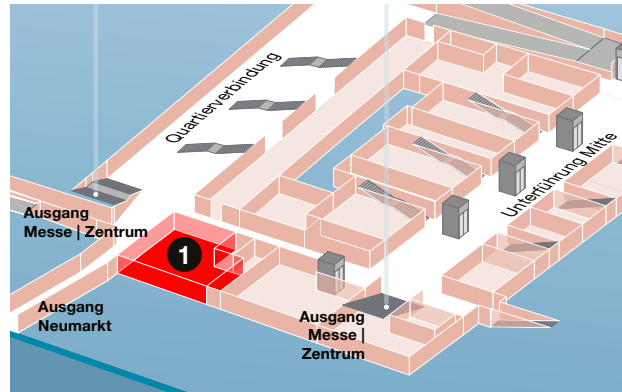 Quartierverbindung
Unterführung Mitte
Ausgang
Messe | Zentrum
1
Ausgang
Neumarkt
Ausgang
Messe |
Zentrum